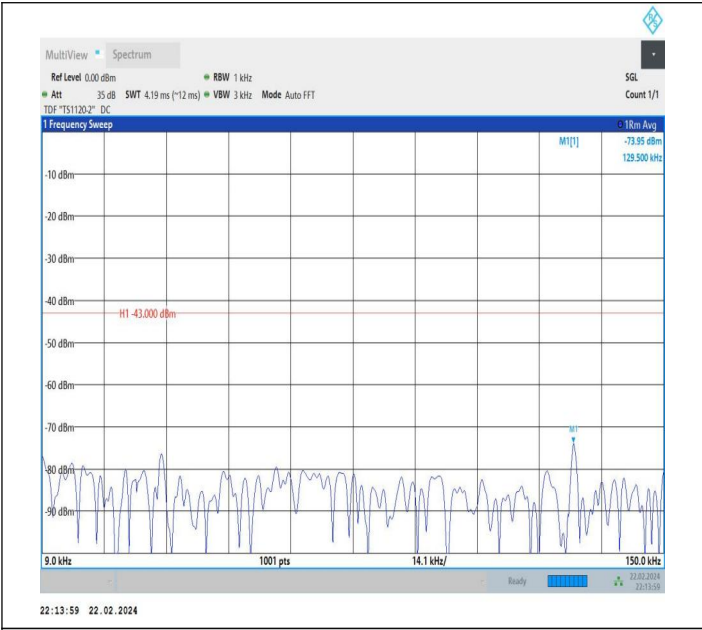 MultiView Spectrum
Ref Level 0.00 dBm RBW 1 kHz SGL
Att 35 dB SWT 4.19 ms (~12 ms) VBW 3 kHz Mode Auto FFT Count 1/1
TDF "TS1120-2" DC
1 Frequency Sweep 1Rm Avg
M1[1] -73.95 dBm
129.500 kHz
-10 dBm
-20 dBm
-30 dBm
-40 dBm
H1 -43.000 dBm
-50 dBm
-60 dBm
-70 dBm
M1
-80 dBm
-90 dBm
9.0 kHz 1001 pts 14.1 kHz/ 150.0 kHz
Ready 22.02.2024
22:13:59
22:13:59 22.02.2024